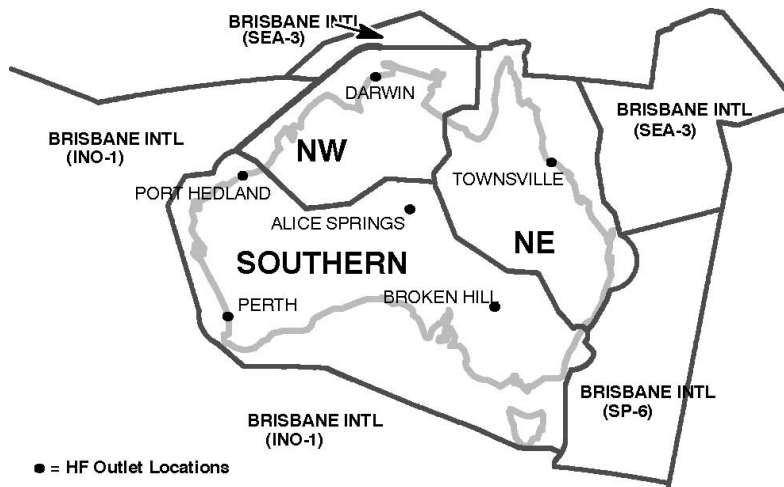 BRISBANE INTL
(SEA-3)
DARWIN
BRISBANE INTL
(SEA-3)
BRISBANE INTL
(INO-1)
NW
PORT HEDLAND
TOWNSVILLE
ALICE SPRINGS
NE
SOUTHERN
PERTH
BROKEN HILL
BRISBANE INTL
(SP-6)
BRISBANE INTL
(INO-1)
● = HF Outlet Locations